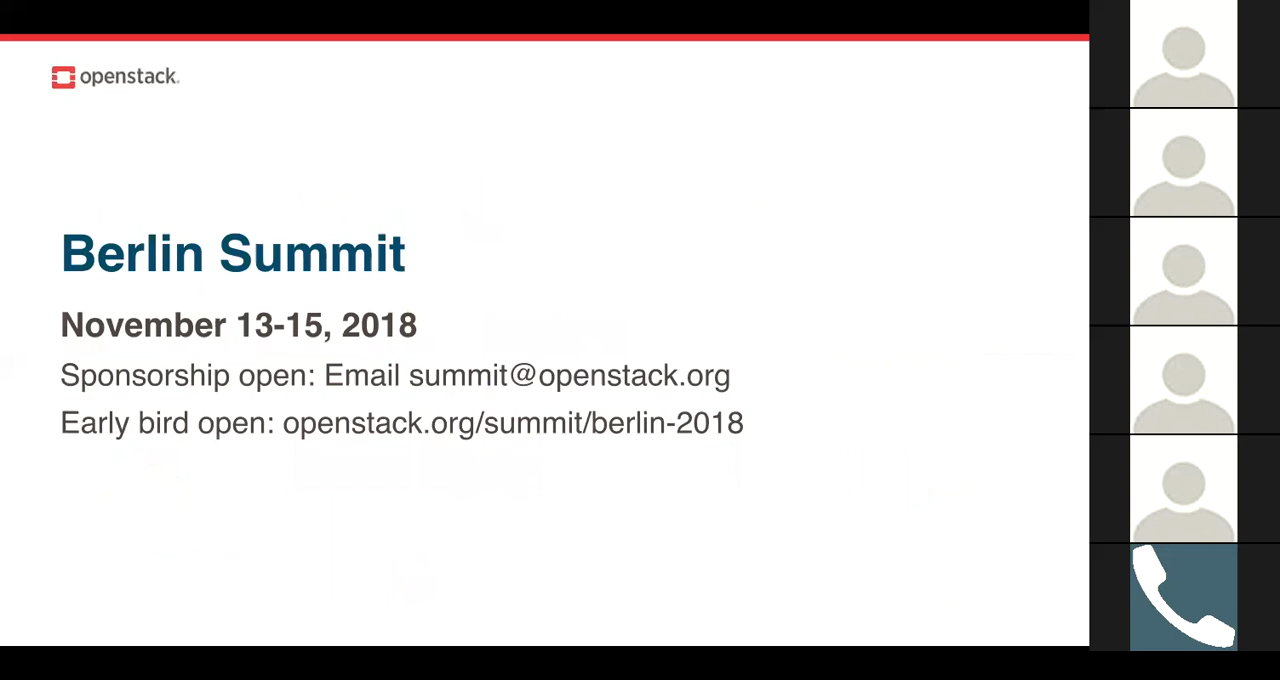 openstack.
Berlin Summit
November 13-15, 2018
Sponsorship open: Email summit@openstack.org
Early bird open: openstack.org/summit/berlin-2018